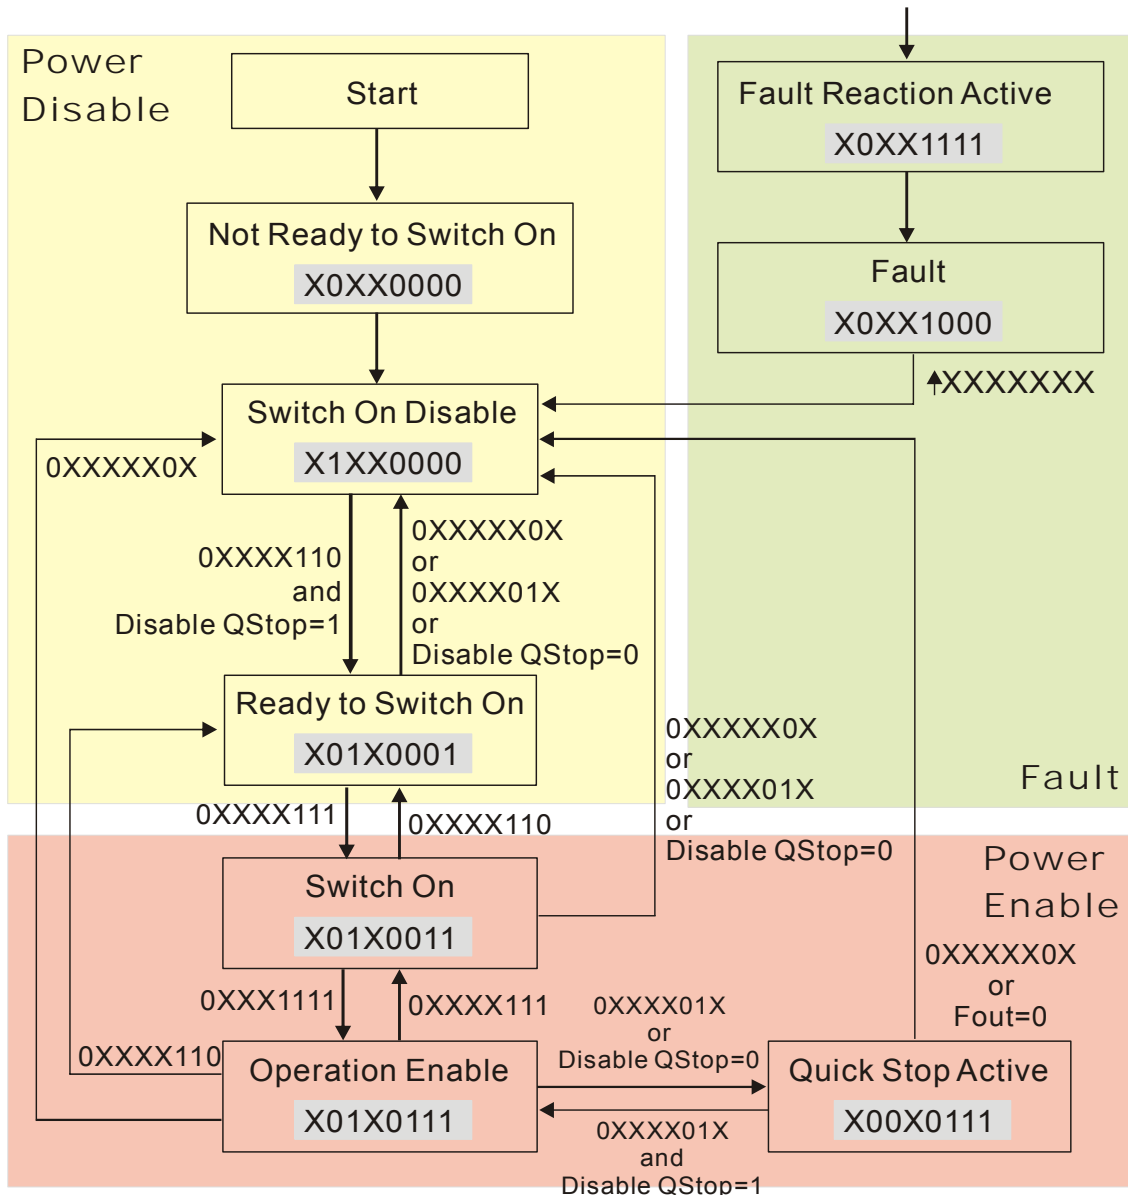 Power
Disable
Start
Not Ready to Switch On
X0XX0000
Switch On Disable
X1XX0000
0XXXXX0X
0XXXX110
and
Disable QStop=1
0XXXXX0X
or
0XXXX01X
or
Disable QStop=0
Ready to Switch On
X01X0001
Fault Reaction Active
X0XX1111
Fault
X0XX1000
XXXXXXX
Fault
0XXXXX0X
or
0XXXX01X
or
Disable QStop=0
0XXXX111
0XXXX110
Power
Enable
Switch On
X01X0011
0XXX1111
0XXXX111
0XXXX110
Operation Enable
X01X0111
0XXXX01X
or
Disable QStop=0
0XXXX01X
and
Disable QStop=1
0XXXXX0X
or
Fout=0
Quick Stop Active
X00X0111